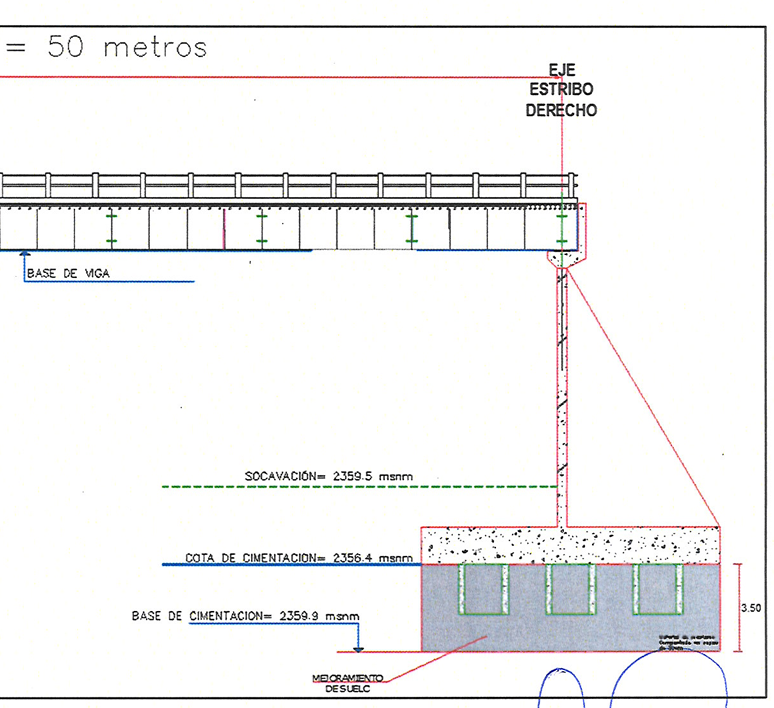 = 50 metros
EJE
ESTRIBO
DERECHO
BASE DE VIGA
SOCAVACIÓN= 2359.5 msnm
COTA DE CIMENTACION= 2356.4 msnm
BASE DE CIMENTACION= 2359.9 msnm
3.50
MEJORAMIENTO
DE SUELO